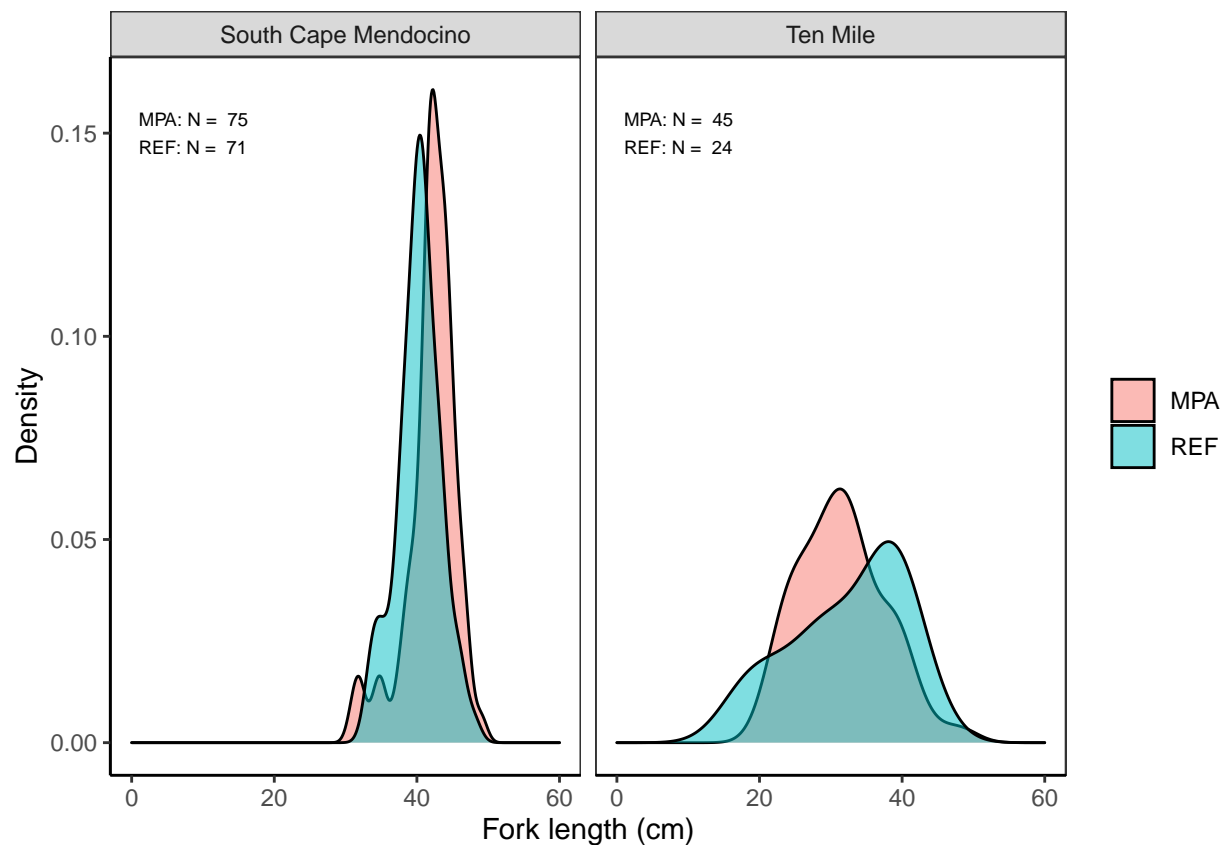 South Cape Mendocino
Ten Mile
MPA: N = 75
REF: N = 71
MPA: N = 45
REF: N = 24
0.15
0.10
0.05
0.00
Density
0 20 40 60
0 20 40 60
Fork length (cm)
MPA
REF